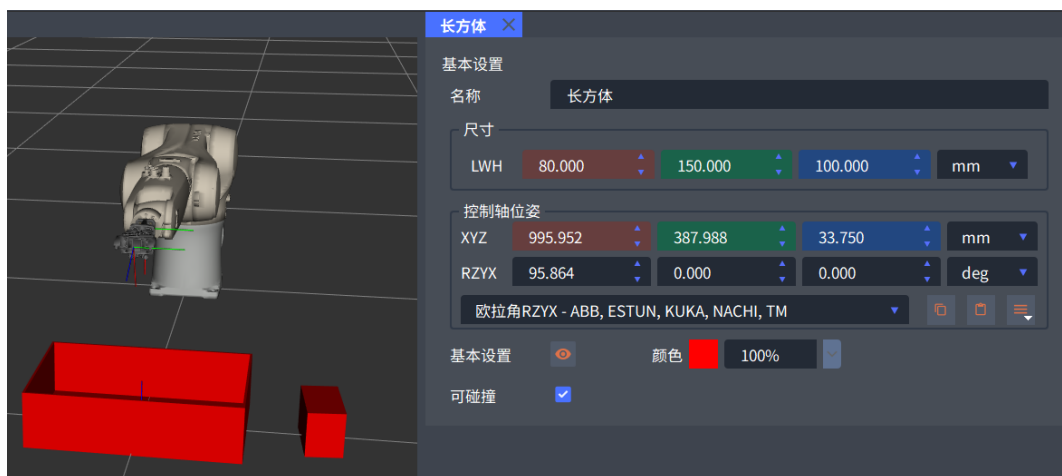 长方体
基本设置
名称 长方体
尺寸
LWH 80.000 150.000 100.000 mm
控制轴位姿
XYZ 995.952 387.988 33.750 mm
RZYX 95.864 0.000 0.000 deg
欧拉角RZYX - ABB, ESTUN, KUKA, NACHI, TM
基本设置 颜色 100%
可碰撞